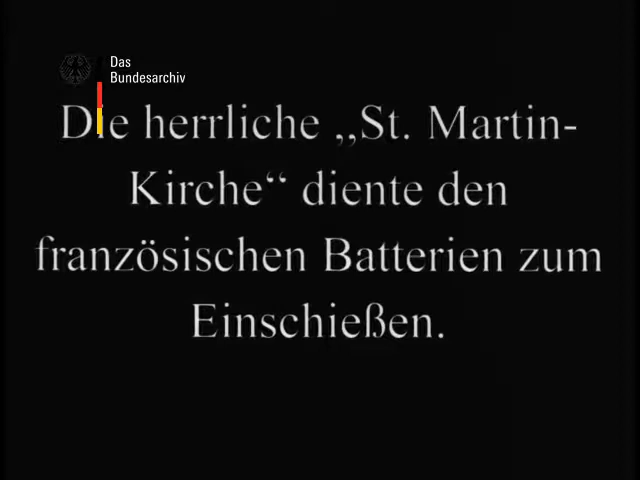 Das
Bundesarchiv
Die herrliche „St. Martin-
Kirche“ diente den
französischen Batterien zum
Einschießen.